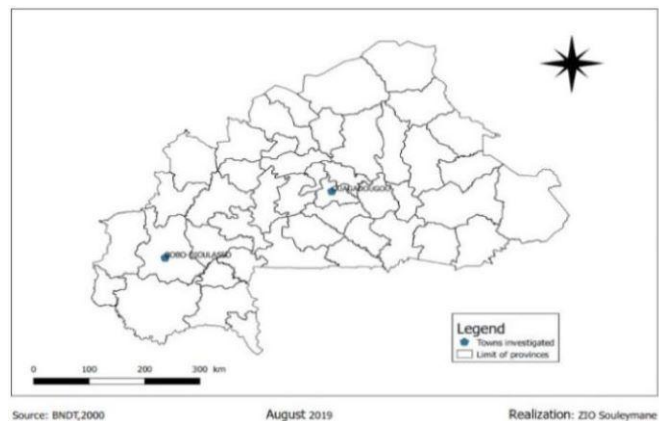 OUAGADOUGOU
BOBO-DIOULASSO
Legend
Towns investigated
Limit of provinces
0 100 200 300 km
Source: BNDT,2000 August 2019 Realization: ZIO Souleymane